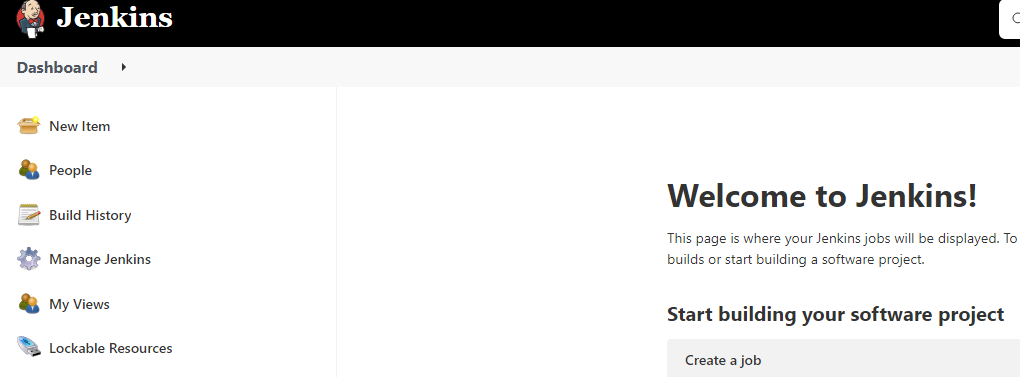 Jenkins
Dashboard
New Item
People
Build History
Manage Jenkins
My Views
Lockable Resources
Welcome to Jenkins!
This page is where your Jenkins jobs will be displayed. To
builds or start building a software project.
Start building your software project
Create a job